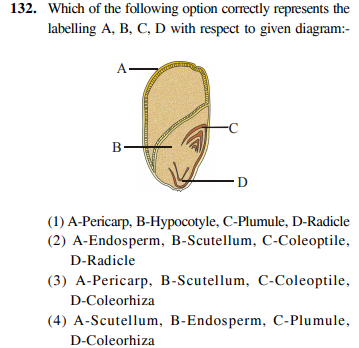 132. Which of the following option correctly represents the
labelling A, B, C, D with respect to given diagram:-
A
C
B
D
(1) A-Pericarp, B-Hypocotyle, C-Plumule, D-Radicle
(2) A-Endosperm, B-Scutellum, C-Coleoptile,
D-Radicle
(3) A-Pericarp, B-Scutellum, C-Coleoptile,
D-Coleorhiza
(4) A-Scutellum, B-Endosperm, C-Plumule,
D-Coleorhiza